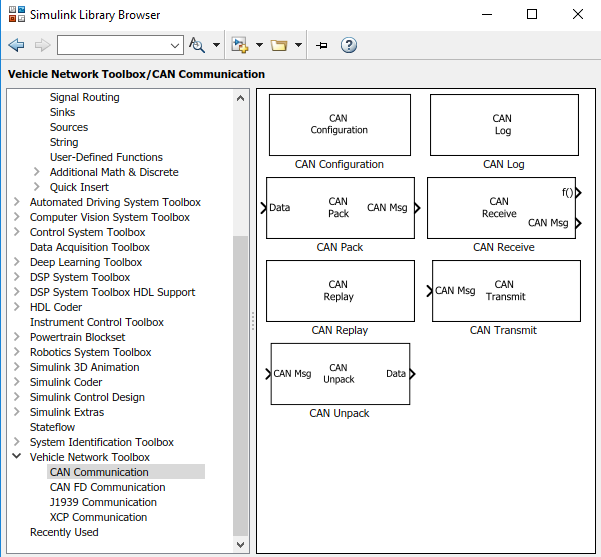 Simulink Library Browser
Vehicle Network Toolbox/CAN Communication
Signal Routing
Sinks
Sources
String
User-Defined Functions
Additional Math & Discrete
Quick Insert
Automated Driving System Toolbox
Computer Vision System Toolbox
Control System Toolbox
Data Acquisition Toolbox
Deep Learning Toolbox
DSP System Toolbox
DSP System Toolbox HDL Support
HDL Coder
Instrument Control Toolbox
Powertrain Blockset
Robotics System Toolbox
Simulink 3D Animation
Simulink Coder
Simulink Control Design
Simulink Extras
Stateflow
System Identification Toolbox
Vehicle Network Toolbox
CAN Communication
CAN FD Communication
J1939 Communication
XCP Communication
Recently Used
CAN
Configuration
CAN Configuration
CAN
Log
CAN Log
Data
CAN
Pack
CAN Msg
CAN Pack
CAN
Receive
f()
CAN Msg
CAN Receive
CAN
Replay
CAN Replay
CAN Msg
CAN
Transmit
CAN Transmit
CAN Msg
CAN
Unpack
Data
CAN Unpack